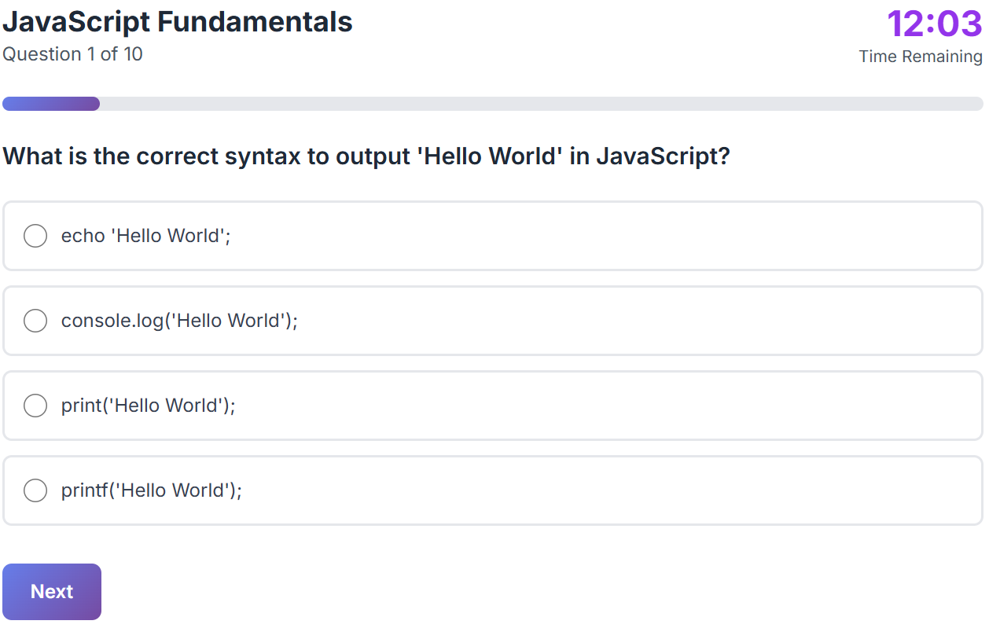 JavaScript Fundamentals
12:03
Question 1 of 10
Time Remaining
What is the correct syntax to output 'Hello World' in JavaScript?
echo 'Hello World';
console.log('Hello World');
print('Hello World');
printf('Hello World');
Next